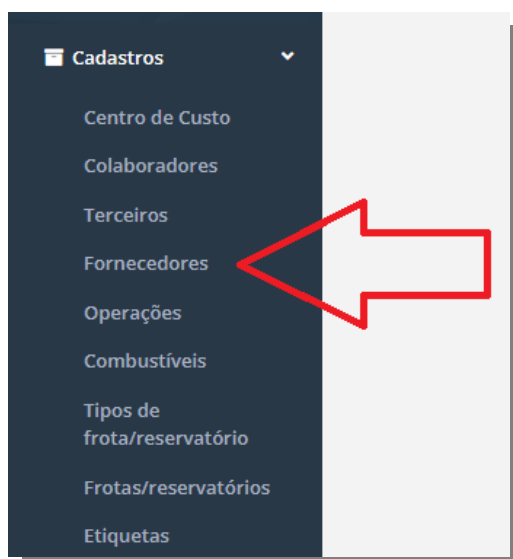 Cadastros
Centro de Custo
Colaboradores
Terceiros
Fornecedores
Operações
Combustíveis
Tipos de
frota/reservatório
Frotas/reservatórios
Etiquetas